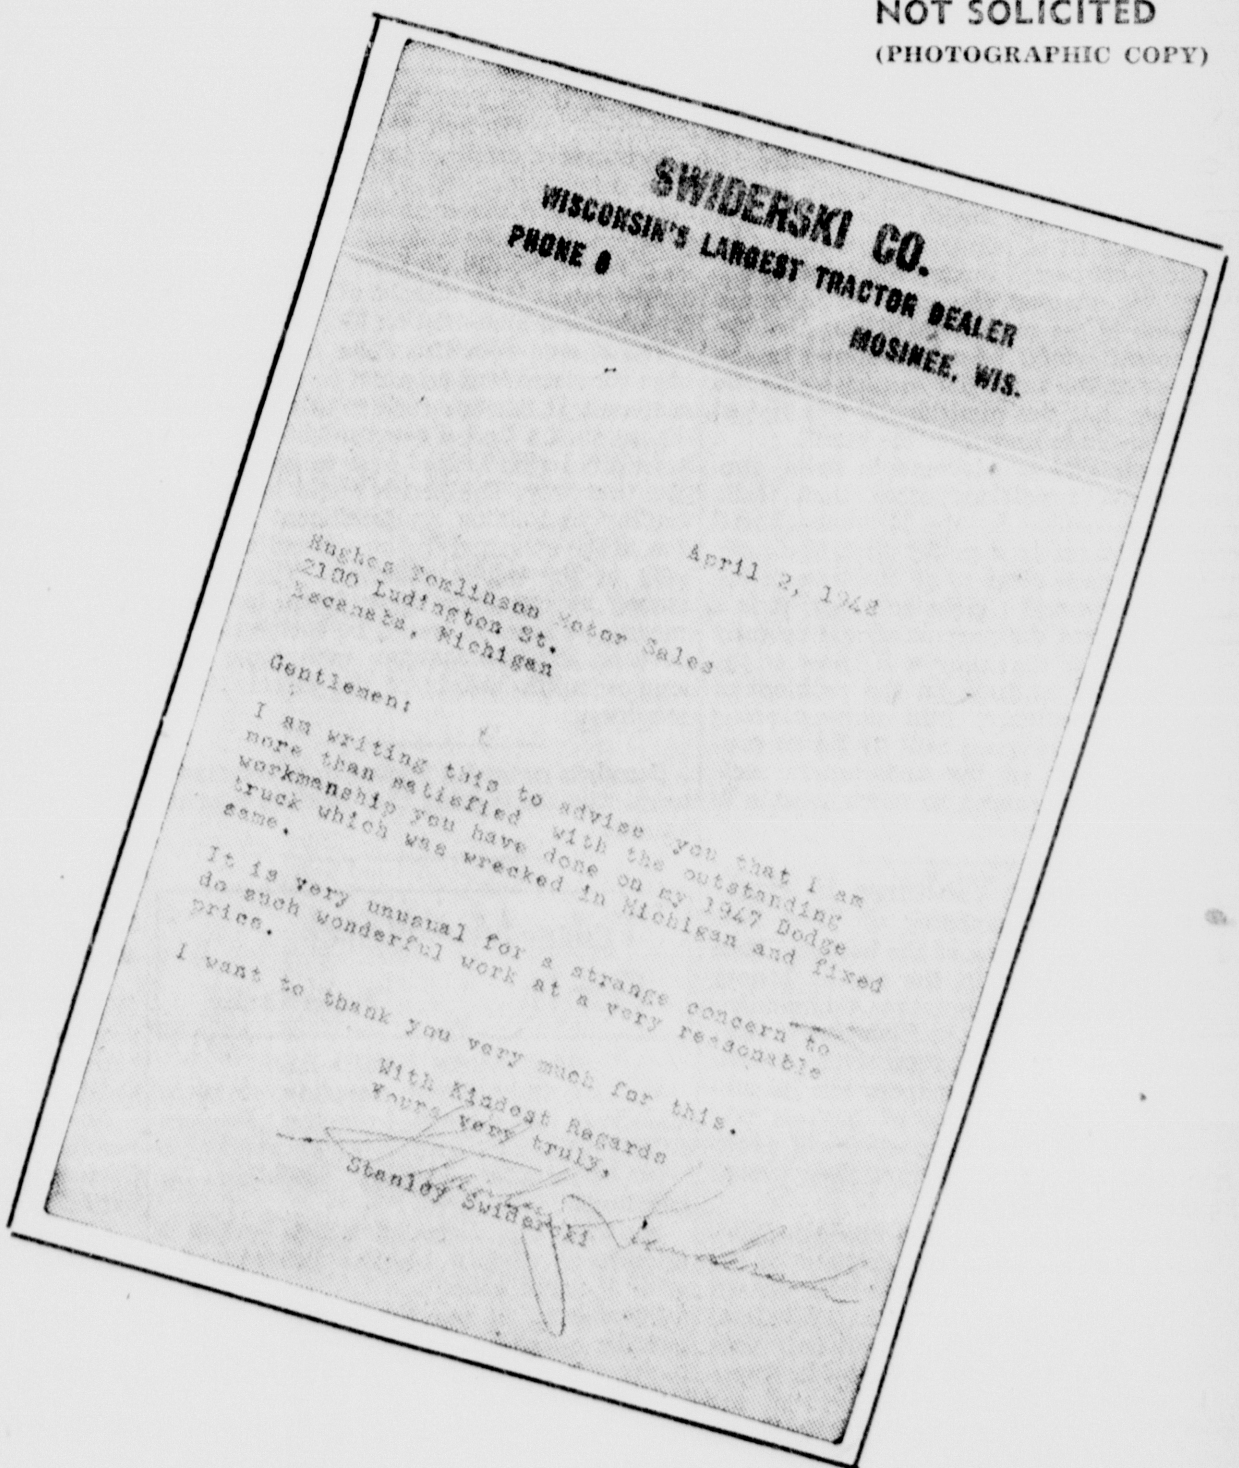 NOT SOLICITED
(PHOTOGRAPHIC COPY)
SWIDERSKI CO.
WISCONSIN'S LARGEST TRACTOR DEALER
PHONE 8
MOSINEE, WIS.
April 2, 1948
Hughes Tomlinson Motor Sales
2100 Ludington St.
Escanaba, Michigan
Gentlemen:
I am writing this to advise you that I am
more than satisfied with the outstanding
workmanship you have done on my 1947 Dodge
truck which was wrecked in Michigan and fixed
same.
It is very unusual for a strange concern to
do such wonderful work at a very reasonable
price.
I want to thank you very much for this.
With Kindest Regards
Yours very truly,
Stanley Swiderski
Stanley Swiderski